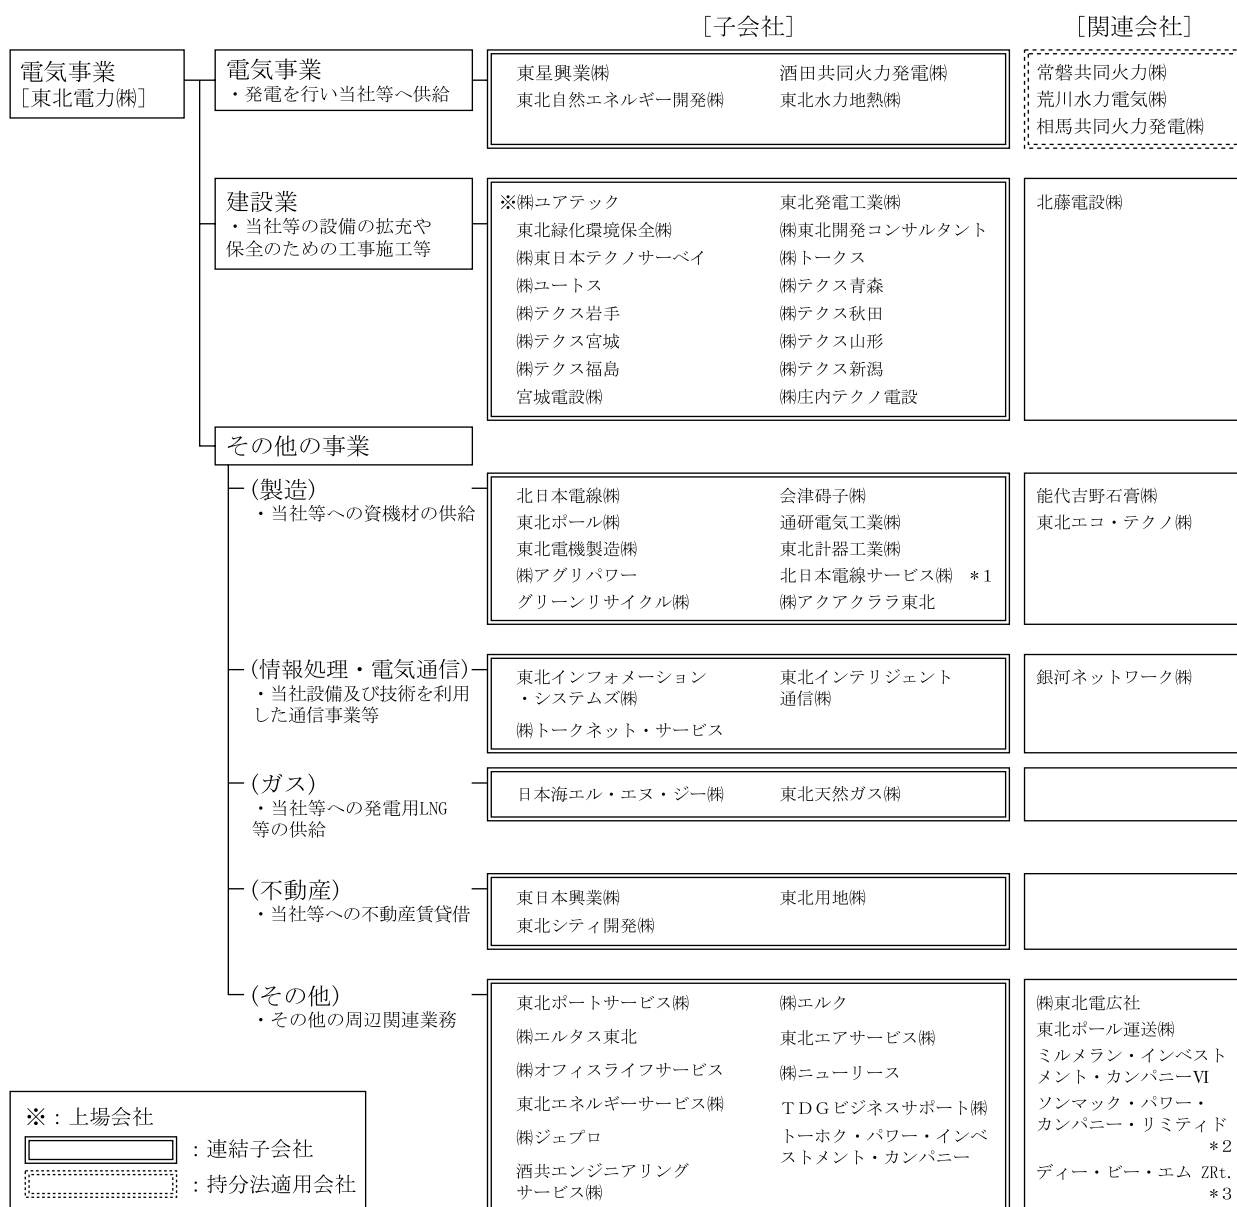 [子会社]
[関連会社]
電気事業
[東北電力㈱]
電気事業
・発電を行い当社等へ供給
東星興業㈱
酒田共同火力発電㈱
東北自然エネルギー開発㈱
東北水力地熱㈱
常磐共同火力㈱
荒川水力電気㈱
相馬共同火力発電㈱
建設業
・当社等の設備の拡充や
保全のための工事施工等
※㈱ユアテック
東北発電工業㈱
東北緑化環境保全㈱
㈱東北開発コンサルタント
㈱東日本テクノサーベイ
㈱トークス
㈱ユートス
㈱テクス青森
㈱テクス岩手
㈱テクス秋田
㈱テクス宮城
㈱テクス山形
㈱テクス福島
㈱テクス新潟
宮城電設㈱
㈱庄内テクノ電設
北藤電設㈱
その他の事業
(製造)
・当社等への資機材の供給
北日本電線㈱
会津碍子㈱
東北ポール㈱
通研電気工業㈱
東北電機製造㈱
東北計器工業㈱
㈱アグリパワー
北日本電線サービス㈱ *1
グリーンリサイクル㈱
㈱アクアクララ東北
能代吉野石膏㈱
東北エコ・テクノ㈱
(情報処理・電気通信)
・当社設備及び技術を利用
した通信事業等
東北インフォメーション
・システムズ㈱
東北インテリジェント
通信㈱
㈱トークネット・サービス
銀河ネットワーク㈱
(ガス)
・当社等への発電用LNG
等の供給
日本海エル・エヌ・ジー㈱
東北天然ガス㈱
(不動産)
・当社等への不動産賃貸借
東日本興業㈱
東北用地㈱
東北シティ開発㈱
(その他)
・その他の周辺関連業務
東北ポートサービス㈱
㈱エルク
㈱エルタス東北
東北エアサービス㈱
㈱オフィスライフサービス
㈱ニューリース
東北エネルギーサービス㈱
TDGビジネスサポート㈱
㈱ジェプロ
トーホク・パワー・インベ
ストメント・カンパニー
酒共エンジニアリング
サービス㈱
㈱東北電広社
東北ポール運送㈱
ミルメラン・インベスト
メント・カンパニーⅥ
ソンマック・パワー・
カンパニー・リミティド
*2
ディー・ビー・エム ZRt.
*3
※：上場会社
：連結子会社
：持分法適用会社